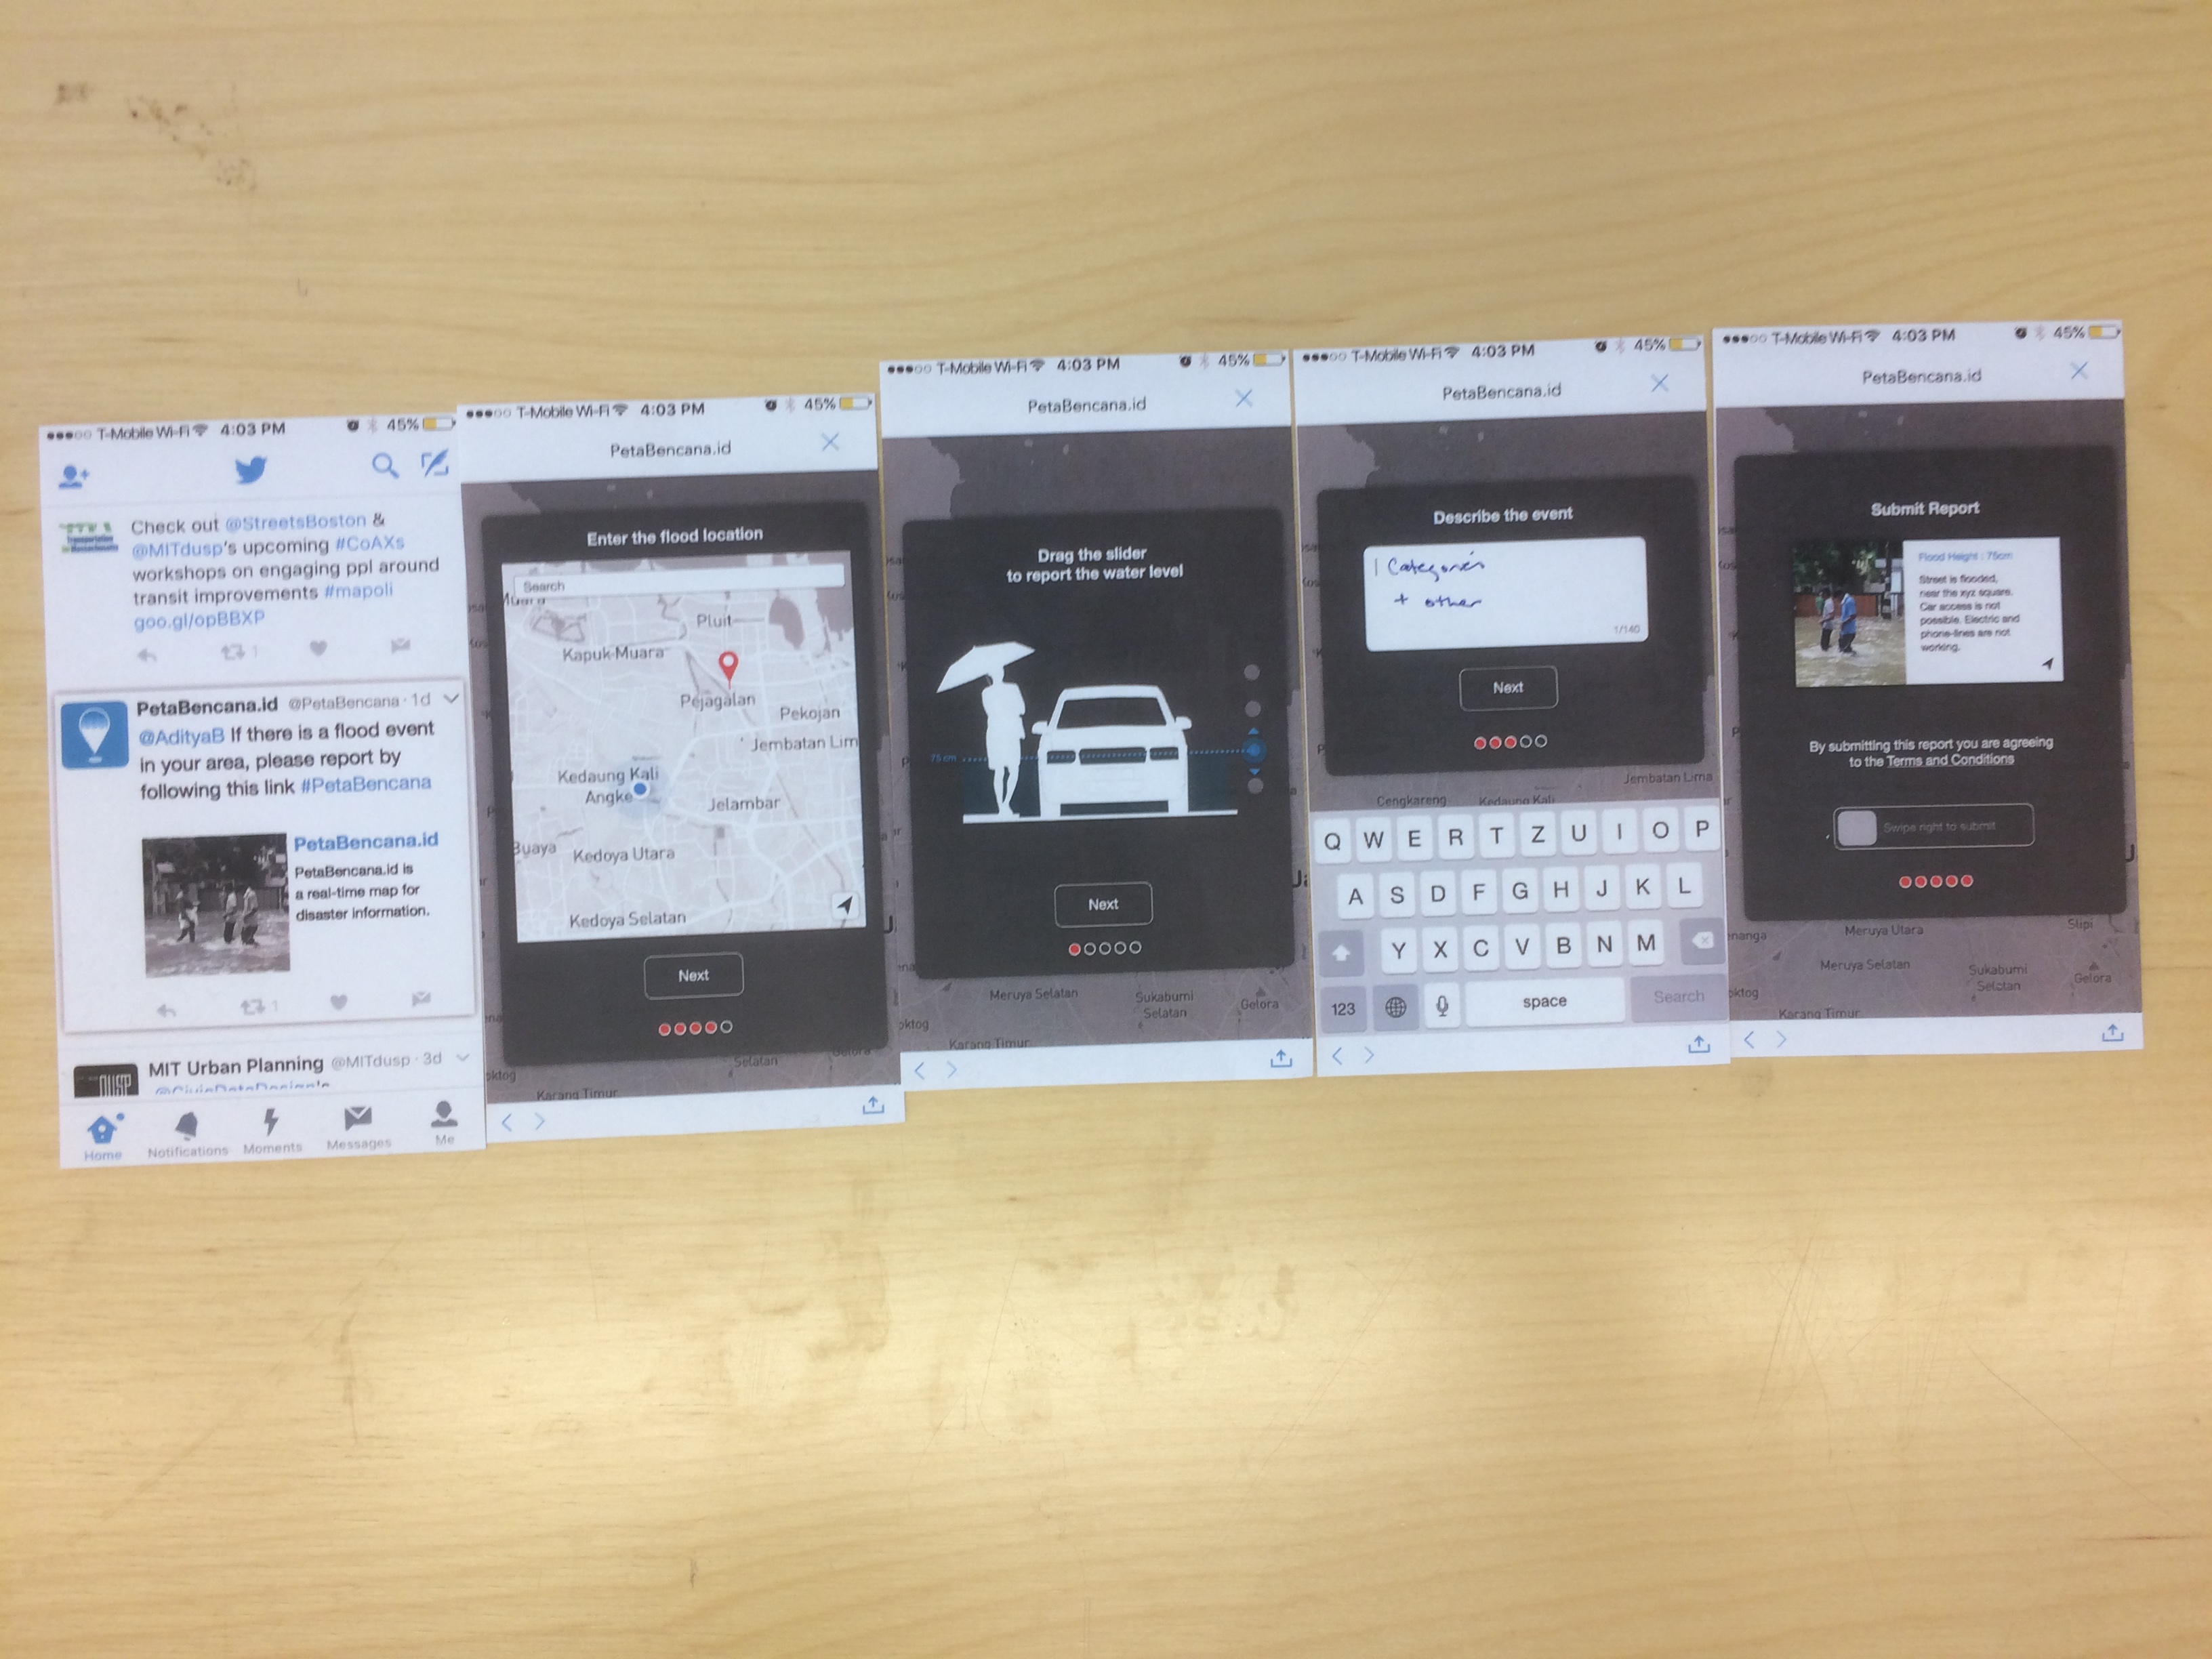 T-Mobile Wi-Fi 4:03 PM 45%
Check out @StreetsBoston &
@MITdusp's upcoming #CoAXs
workshops on engaging ppl around
transit improvements #mapoli
goo.gl/opBBXP
1
PetaBencana.id @PetaBencana · 1d
@AdityaB If there is a flood event
in your area, please report by
following this link #PetaBencana
PetaBencana.id
PetaBencana.id is
a real-time map for
disaster information.
1
MIT Urban Planning @MITdusp · 3d
DUSP
Home
Notifications
Moments
Messages
Me
T-Mobile Wi-Fi 4:03 PM 45%
PetaBencana.id
Enter the flood location
Search
Muara
Pluit
Kapuk-Muara
Pejagalan
Pekojan
Jembatan Lim
Kedaung Kali
Angke
Jelambar
Buaya
Kedoya Utara
Kedoya Selatan
Next
Selatan
oktog
Karang Timur
T-Mobile Wi-Fi 4:03 PM 45%
PetaBencana.id
Drag the slider
to report the water level
75 cm
Next
Meruya Selatan
Sukabumi
Selatan
Gelora
oktog
Karang Timur
T-Mobile Wi-Fi 4:03 PM 45%
PetaBencana.id
Describe the event
Categories
+ other
1/140
Next
Jembatan Lima
Cengkareng
Kedaung Kali
Q W E R T Z U I O P
A S D F G H J K L
Y X C V B N M
123
space
Search
T-Mobile Wi-Fi 4:03 PM 45%
PetaBencana.id
Submit Report
Flood Height : 75cm
Street is flooded,
near the xyz square.
Car access is not
possible. Electric and
phone-lines are not
working.
By submitting this report you are agreeing
to the Terms and Conditions
Swipe right to submit
Meruya Utara
Slipi
nanga
Meruya Selatan
Sukabumi
Selatan
Gelora
oktog
Karang Timur